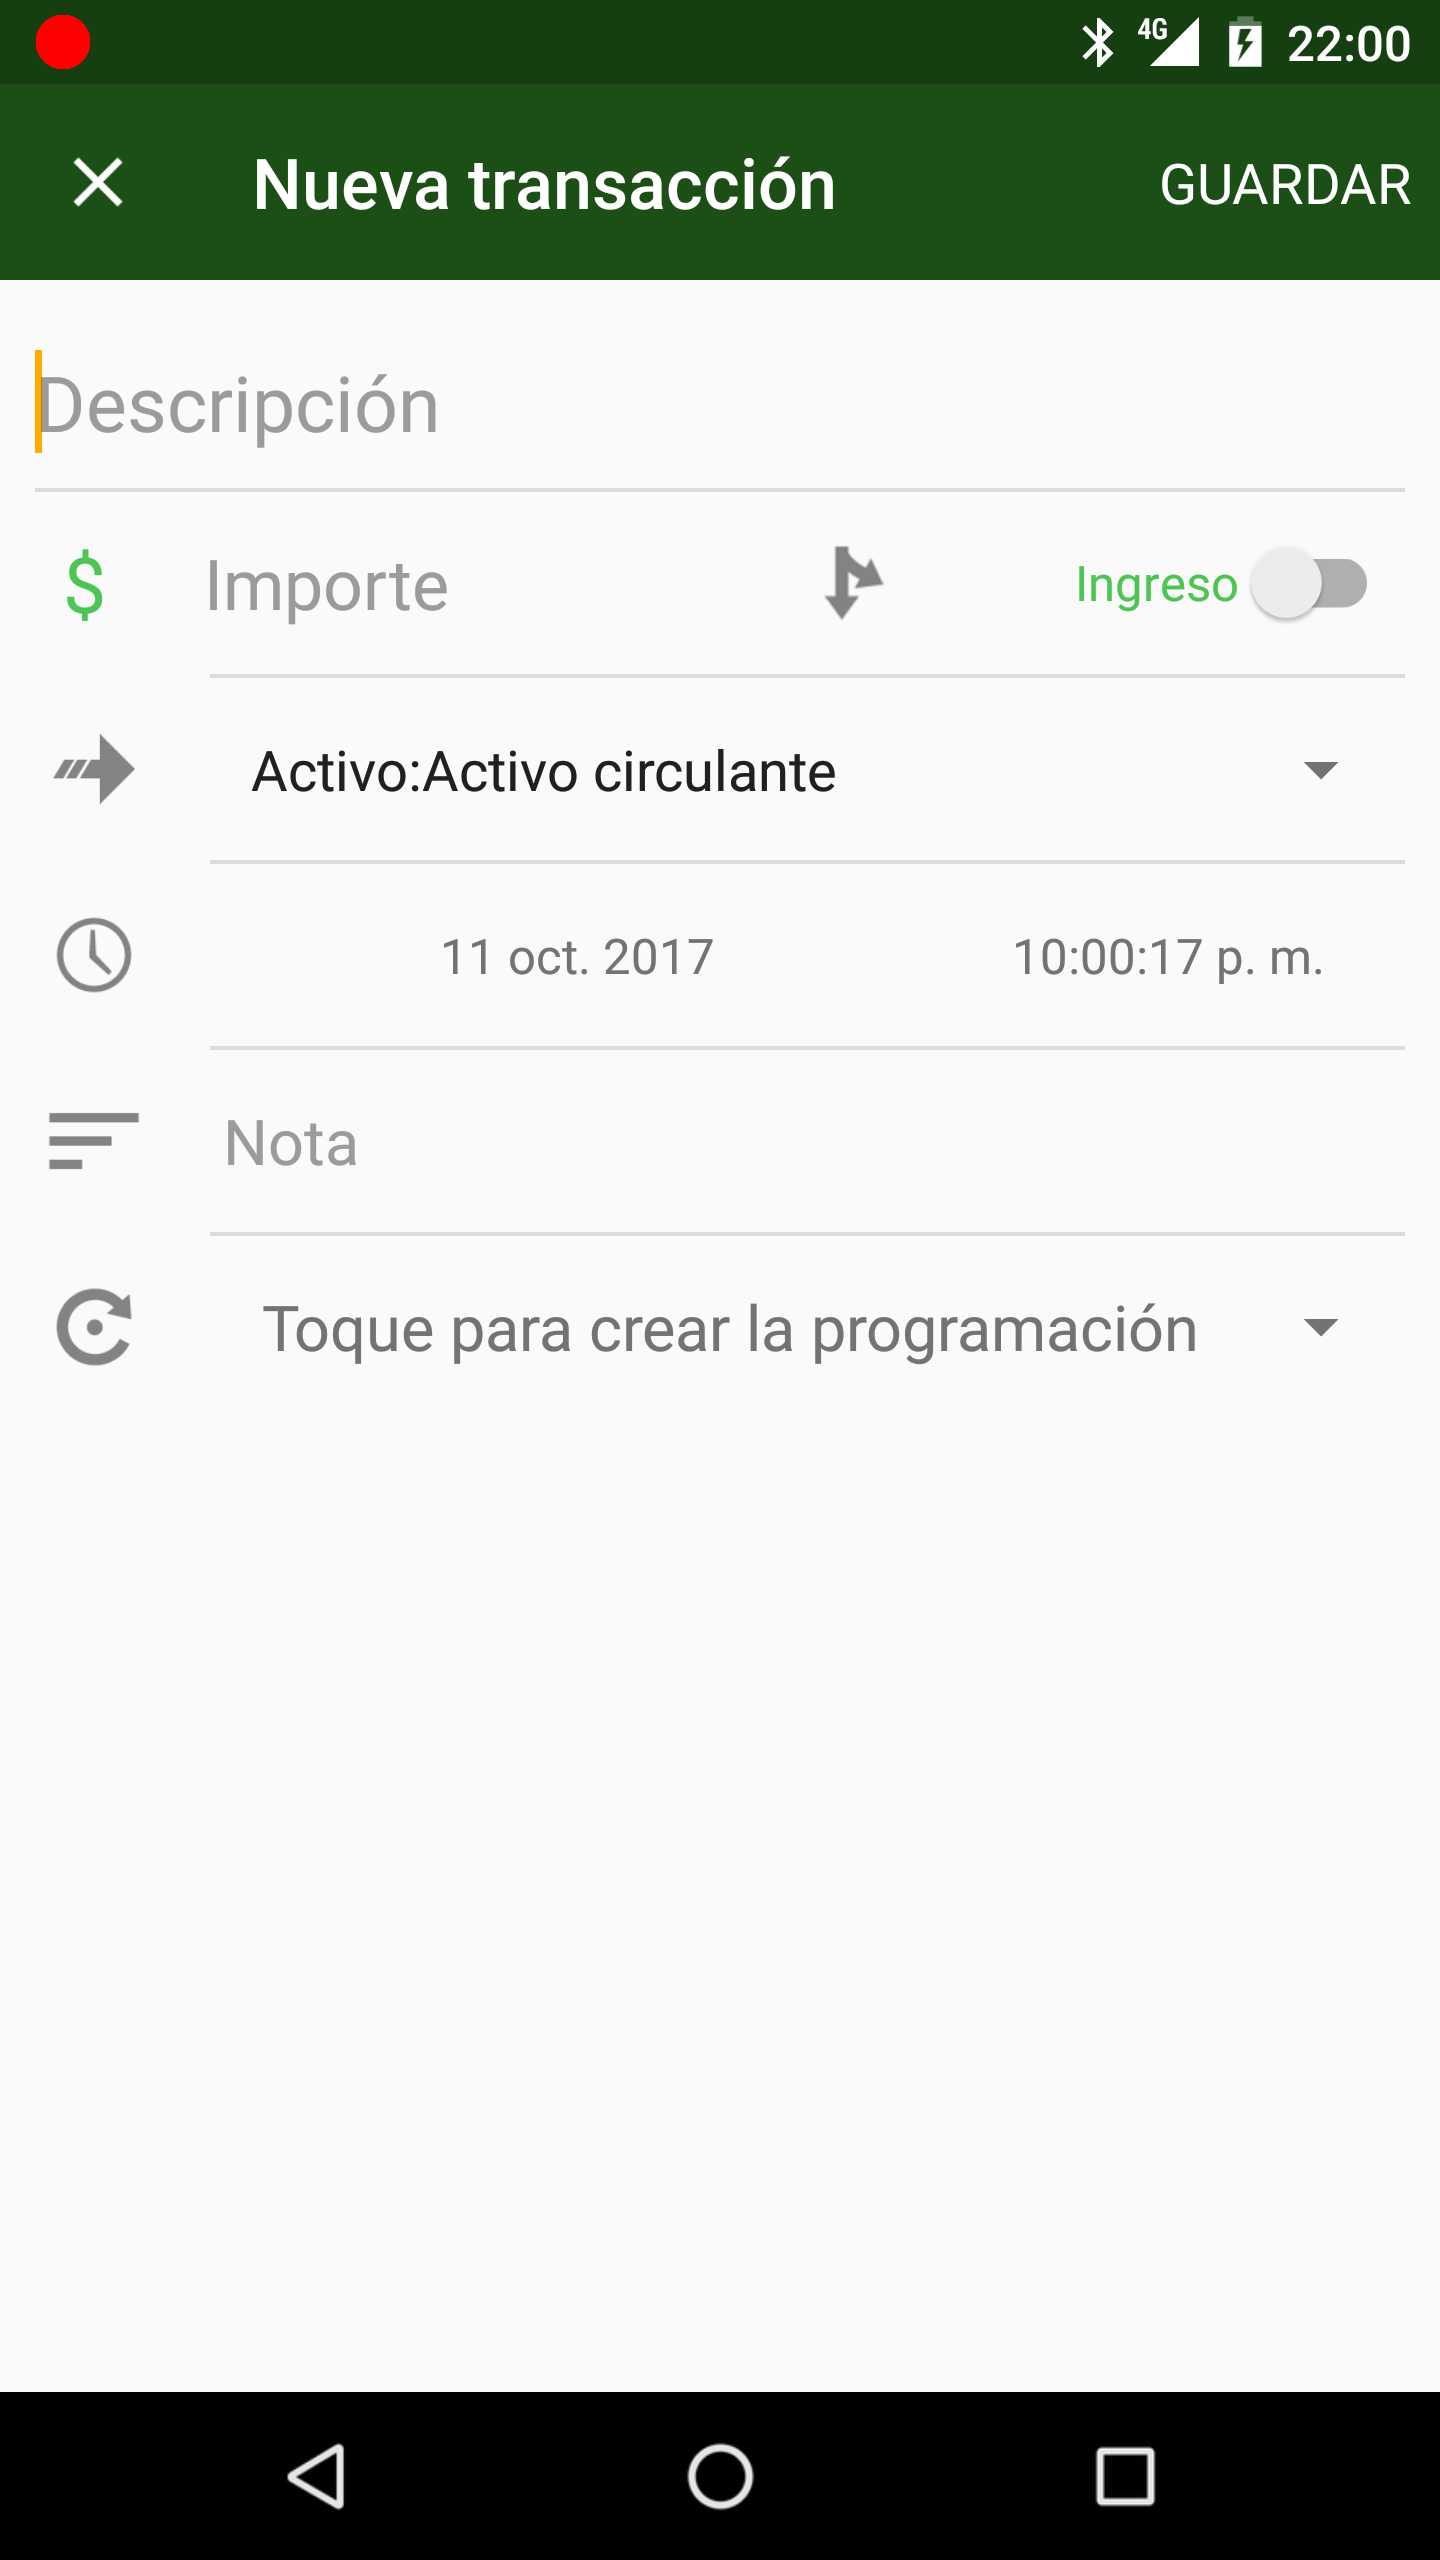 4G 22:00
Nueva transacción GUARDAR
Descripción
$ Importe Ingreso
Activo:Activo circulante
11 oct. 2017 10:00:17 p. m.
Nota
Toque para crear la programación